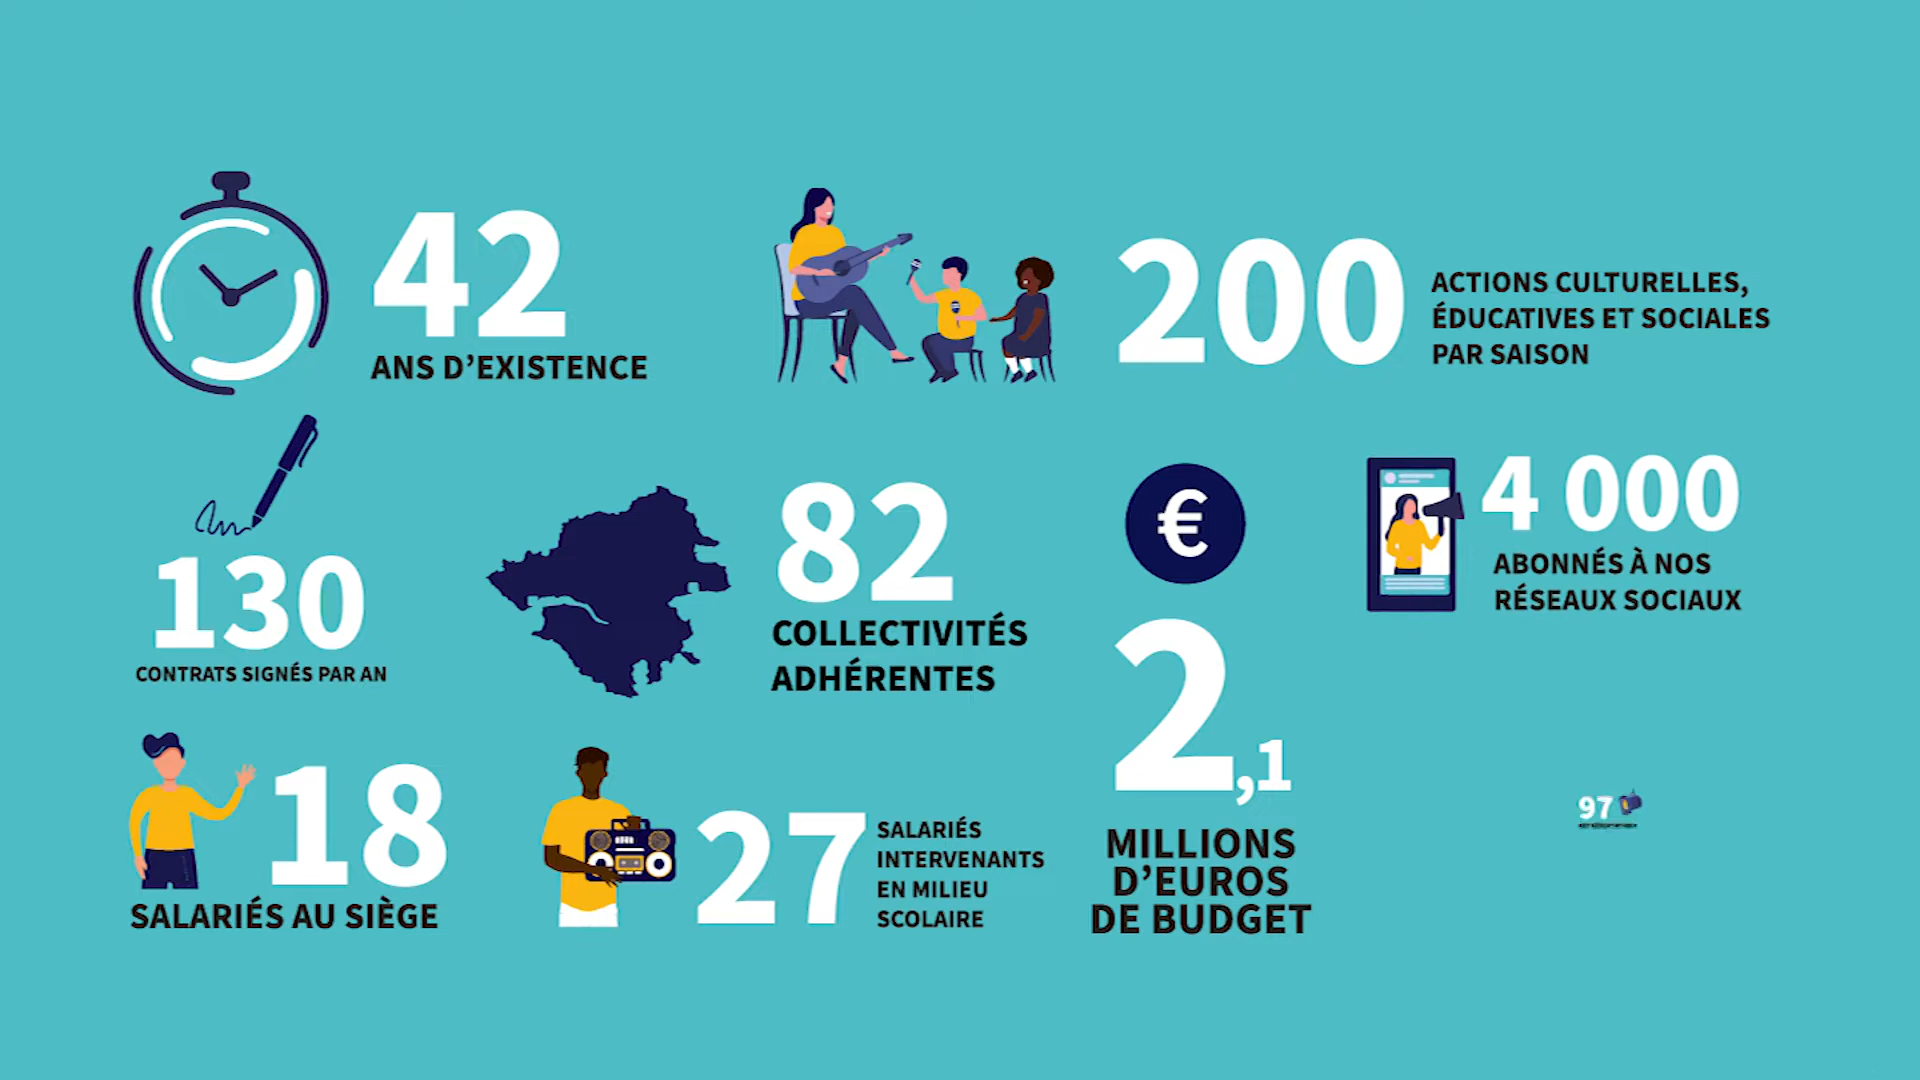 42
ANS D’EXISTENCE
200
ACTIONS CULTURELLES,
ÉDUCATIVES ET SOCIALES
PAR SAISON
130
CONTRATS SIGNÉS PAR AN
82
COLLECTIVITÉS
ADHÉRENTES
€
2,1
MILLIONS
D’EUROS
DE BUDGET
4 000
ABONNÉS À NOS
RÉSEAUX SOCIAUX
18
SALARIÉS AU SIÈGE
27
SALARIÉS
INTERVENANTS
EN MILIEU
SCOLAIRE
97